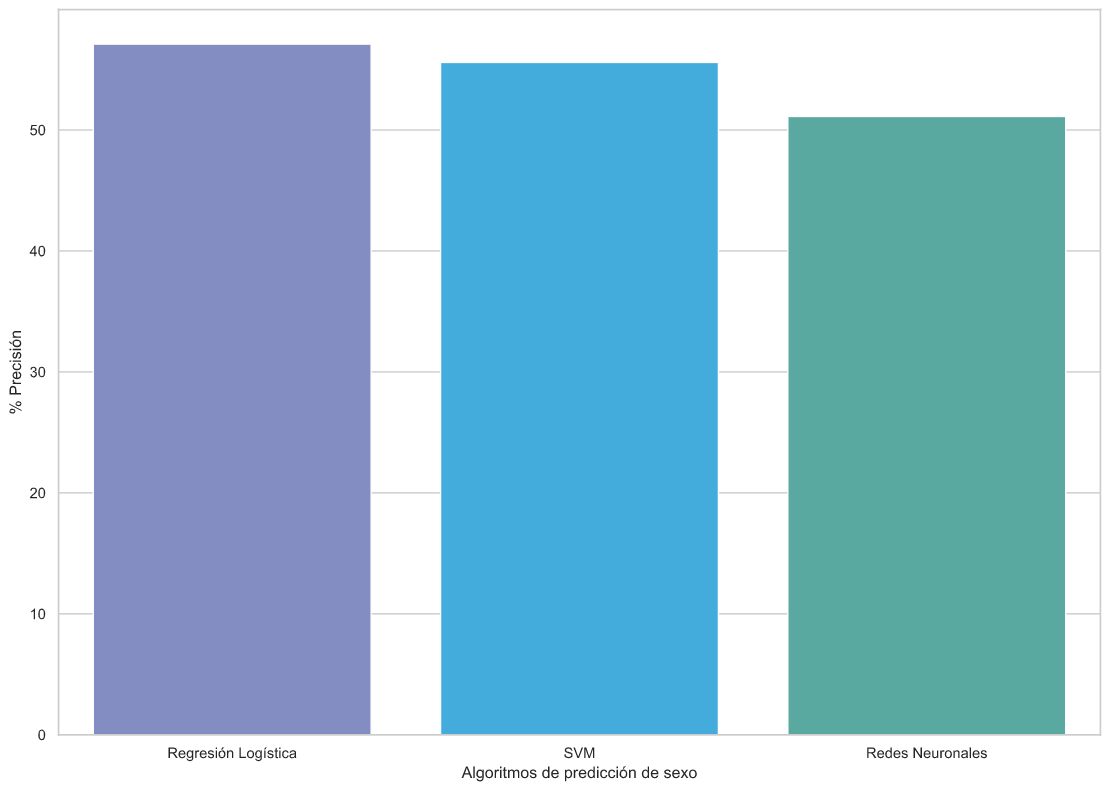 % Precisión
50
40
30
20
10
0
Regresión Logística
SVM
Redes Neuronales
Algoritmos de predicción de sexo